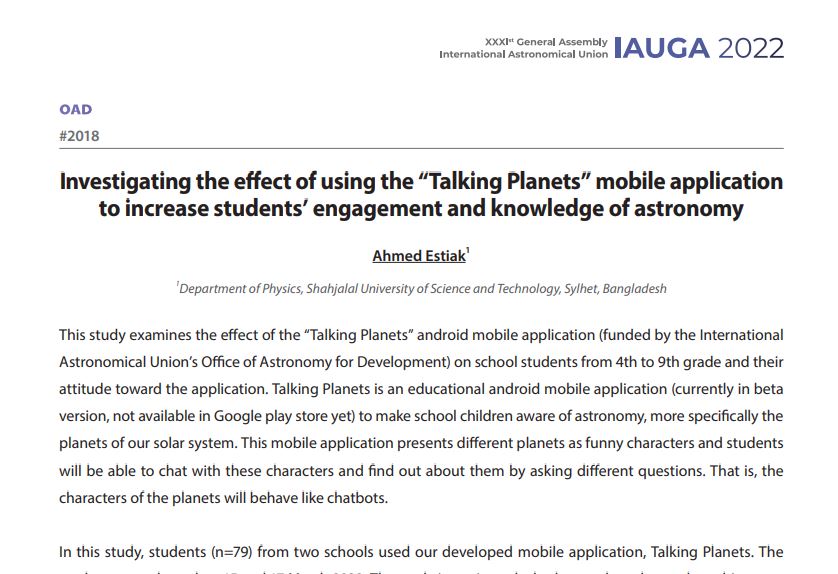 XXXIst General Assembly
International Astronomical Union
IAUGA 2022
OAD
#2018
Investigating the effect of using the “Talking Planets” mobile application
to increase students’ engagement and knowledge of astronomy
Ahmed Estiak1
1Department of Physics, Shahjalal University of Science and Technology, Sylhet, Bangladesh
This study examines the effect of the “Talking Planets” android mobile application (funded by the International
Astronomical Union’s Office of Astronomy for Development) on school students from 4th to 9th grade and their
attitude toward the application. Talking Planets is an educational android mobile application (currently in beta
version, not available in Google play store yet) to make school children aware of astronomy, more specifically the
planets of our solar system. This mobile application presents different planets as funny characters and students
will be able to chat with these characters and find out about them by asking different questions. That is, the
characters of the planets will behave like chatbots.
In this study, students (n=79) from two schools used our developed mobile application, Talking Planets. The